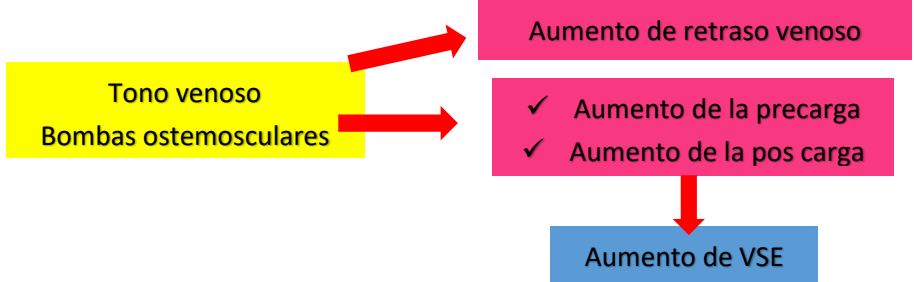 Aumento de retraso venoso
Tono venoso
Bombas ostemosculares
✓ Aumento de la precarga
✓ Aumento de la pos carga
Aumento de VSE